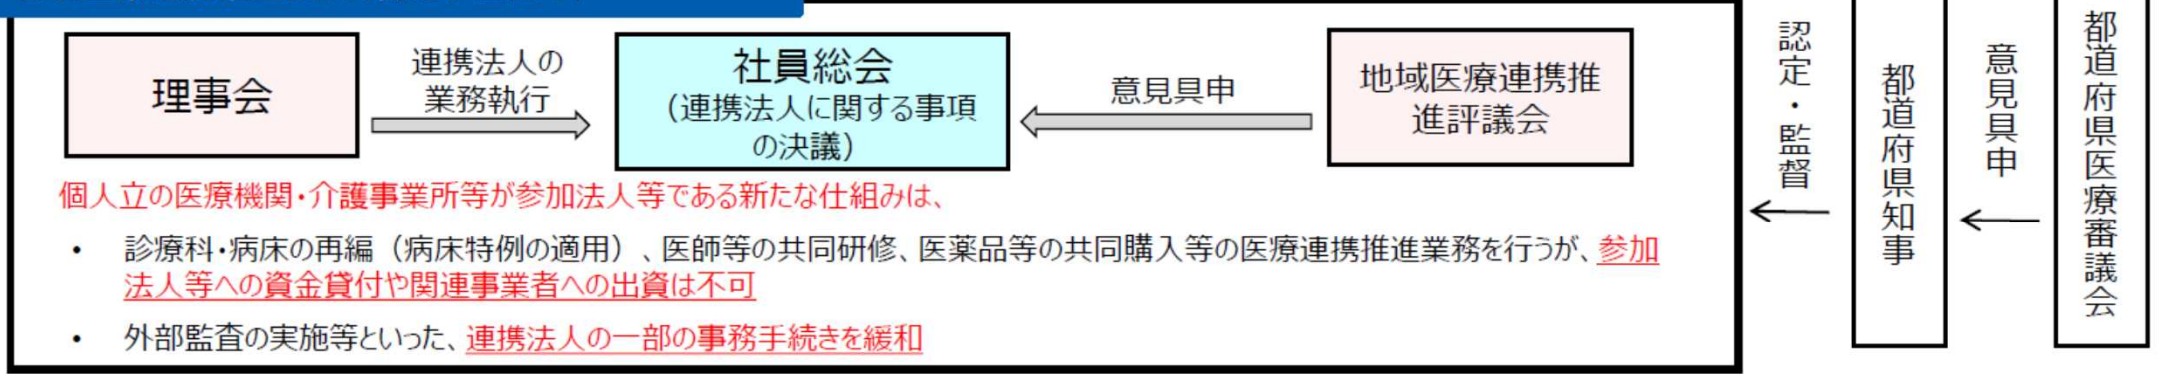 理事会
連携法人の
業務執行
社員総会
（連携法人に関する事項
の決議）
意見具申
地域医療連携推
進評議会
個人立の医療機関・介護事業所等が参加法人等である新たな仕組みは、
• 診療科・病床の再編（病床特例の適用）、医師等の共同研修、医薬品等の共同購入等の医療連携推進業務を行うが、参加
法人等への資金貸付や関連事業者への出資は不可
• 外部監査の実施等といった、連携法人の一部の事務手続きを緩和
認定・監督
都道府県知事
意見具申
都道府県医療審議会